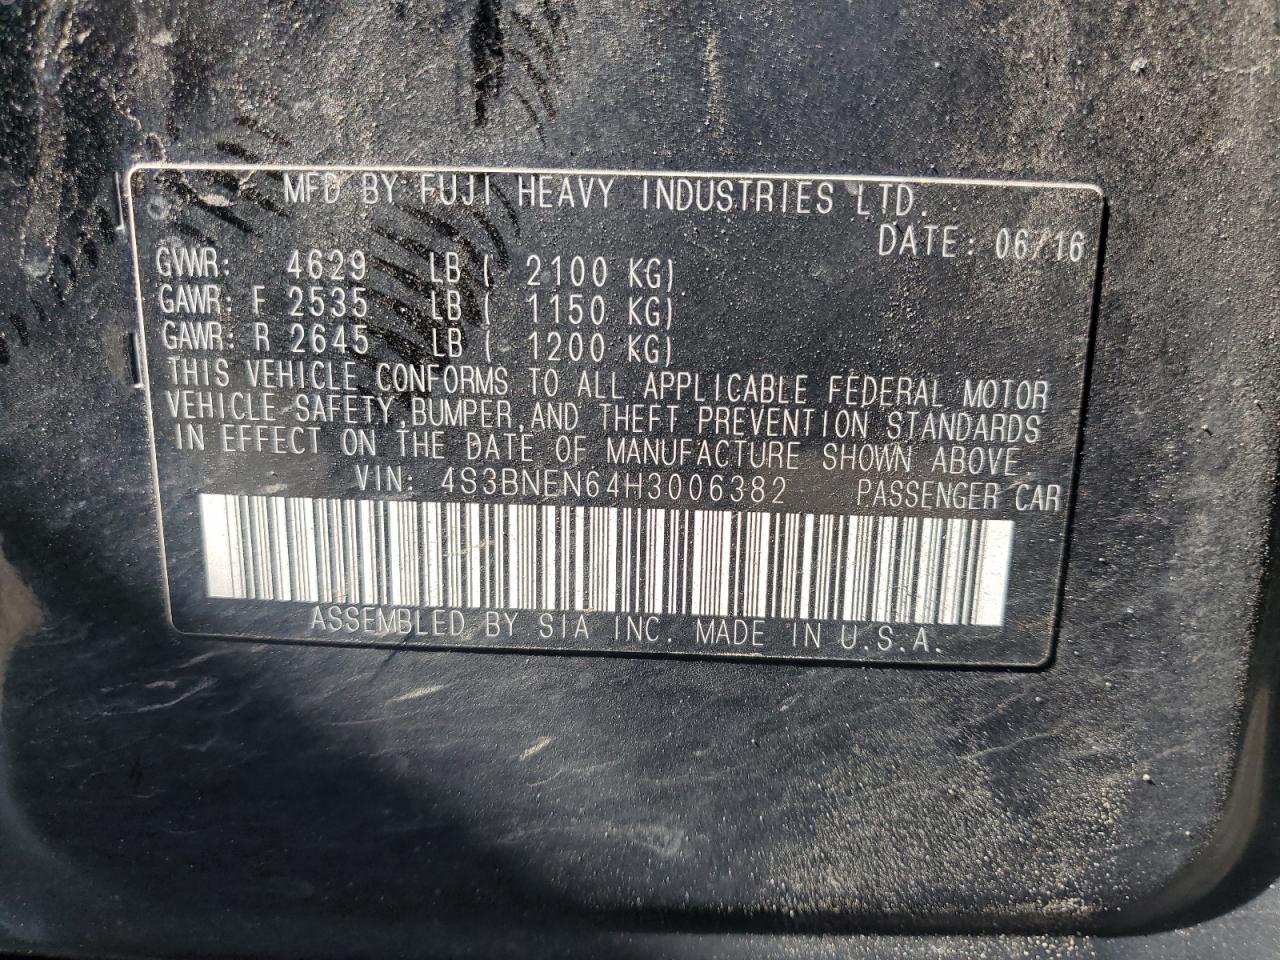 MFD BY FUJI HEAVY INDUSTRIES LTD.
DATE: 06/16
GVWR: 4629 LB ( 2100 KG)
GAWR: F 2535 LB ( 1150 KG)
GAWR: R 2645 LB ( 1200 KG)
THIS VEHICLE CONFORMS TO ALL APPLICABLE FEDERAL MOTOR
VEHICLE SAFETY,BUMPER,AND THEFT PREVENTION STANDARDS
IN EFFECT ON THE DATE OF MANUFACTURE SHOWN ABOVE.
VIN: 4S3BNEN64H3006382 PASSENGER CAR
ASSEMBLED BY SIA INC. MADE IN U.S.A.